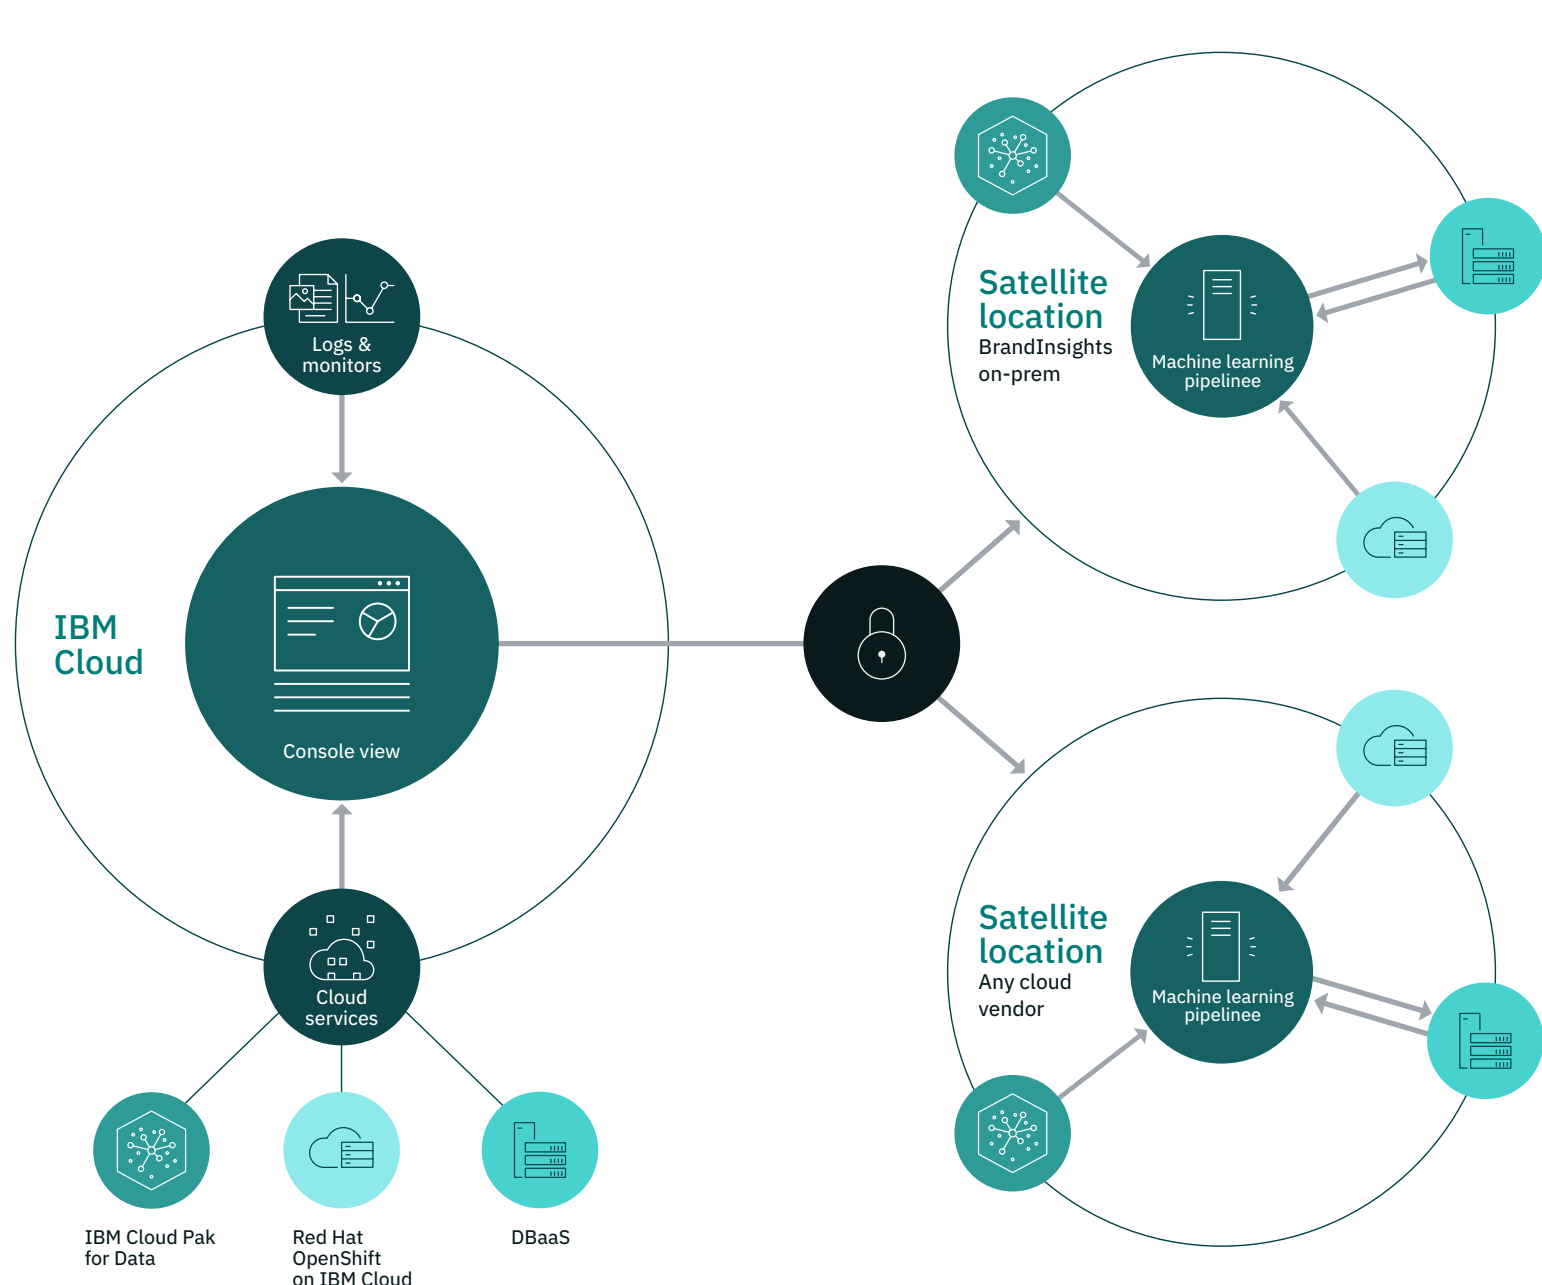 Logs &
monitors
IBM
Cloud
Console view
Cloud
services
IBM Cloud Pak
for Data
Red Hat
OpenShift
on IBM Cloud
DBaaS
Satellite
location
BrandInsights
on-prem
Machine learning
pipelinee
Satellite
location
Any cloud
vendor
Machine learning
pipelinee